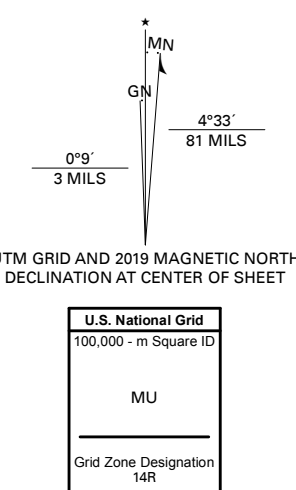 ★
MN
GN
4°33´
81 MILS
0°9´
3 MILS
UTM GRID AND 2019 MAGNETIC NORTH
DECLINATION AT CENTER OF SHEET
U.S. National Grid
100,000 - m Square ID
MU
Grid Zone Designation
14R